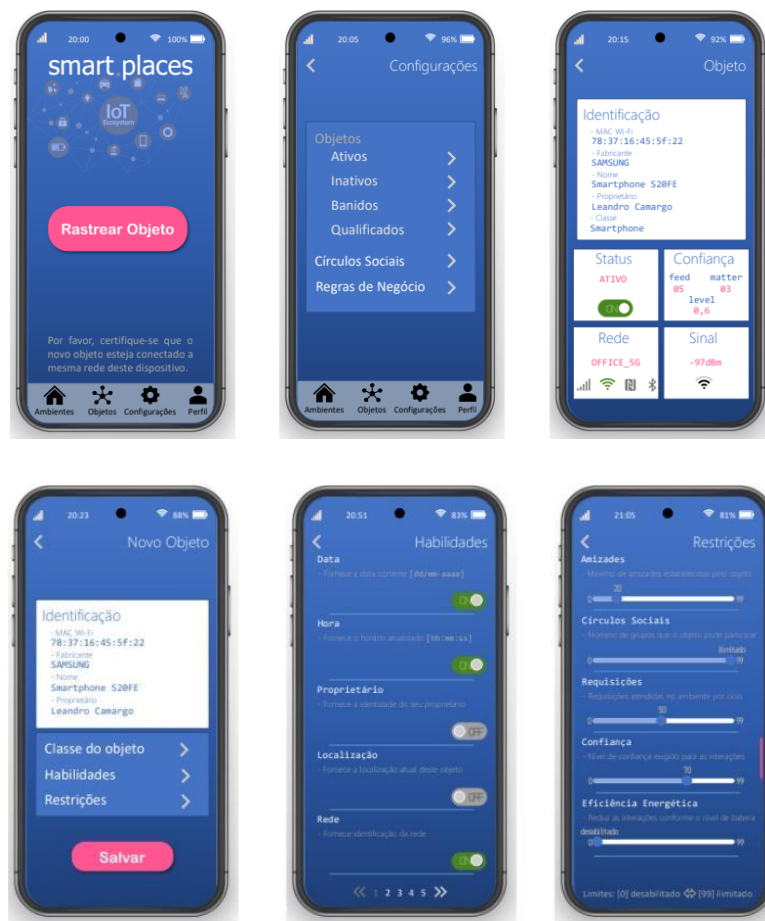 20:00 100%
smart places
IoT
Ecosystem
Rastrear Objeto
Por favor, certifique-se que o
novo objeto esteja conectado a
mesma rede deste dispositivo.
Ambientes Objetos Configurações Perfil
20:05 96%
Configurações
Objetos
Ativos
Inativos
Banidos
Qualificados
Círculos Sociais
Regras de Negócio
Ambientes Objetos Configurações Perfil
20:15 92%
Objeto
Identificação
- MAC Wi-Fi
78:37:16:45:5f:22
- Fabricante
SAMSUNG
- Nome
Smartphone S20FE
- Proprietário
Leandro Camargo
- Classe
Smartphone
Status
ATIVO
ON
Confiança
feed matter
05 03
level
0,6
Rede
OFFICE_5G
Sinal
-97dBm
20:23 88%
Novo Objeto
Identificação
- MAC Wi-Fi
78:37:16:45:5f:22
- Fabricante
SAMSUNG
- Nome
Smartphone S20FE
- Proprietário
Leandro Camargo
Classe do objeto
Habilidades
Restrições
Salvar
20:51 83%
Habilidades
Data
- Fornece a data corrente [dd/mm-aaaa]
ON
Hora
- Fornece o horário atualizado [hh:mm:ss]
ON
Proprietário
- Fornece a identidade do seu proprietário
OFF
Localização
- Fornece a localização atual deste objeto
OFF
Rede
- Fornece identificação da rede
ON
1 2 3 4 5
21:05 81%
Restrições
Amizades
- Máximo de amizades estabelecidas pelo objeto
20
0 99
Círculos Sociais
- Número de grupos que o objeto pode participar
ilimitado
0 99
Requisições
- Requisições atendidas no ambiente por ciclo
50
0 99
Confiança
- Nível de confiança exigido para as interações
70
0 99
Eficiência Energética
- Reduz as interações conforme o nível de bateria
desabilitado
0 99
Limites: [0] desabilitado [99] ilimitado